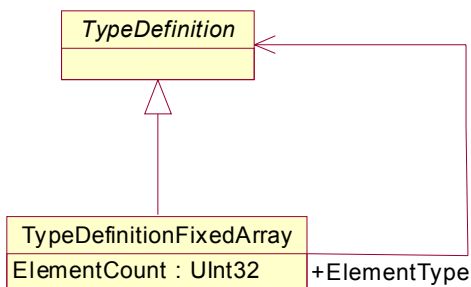 TypeDefinition
TypeDefinitionFixedArray
ElementCount : UInt32
+ElementType